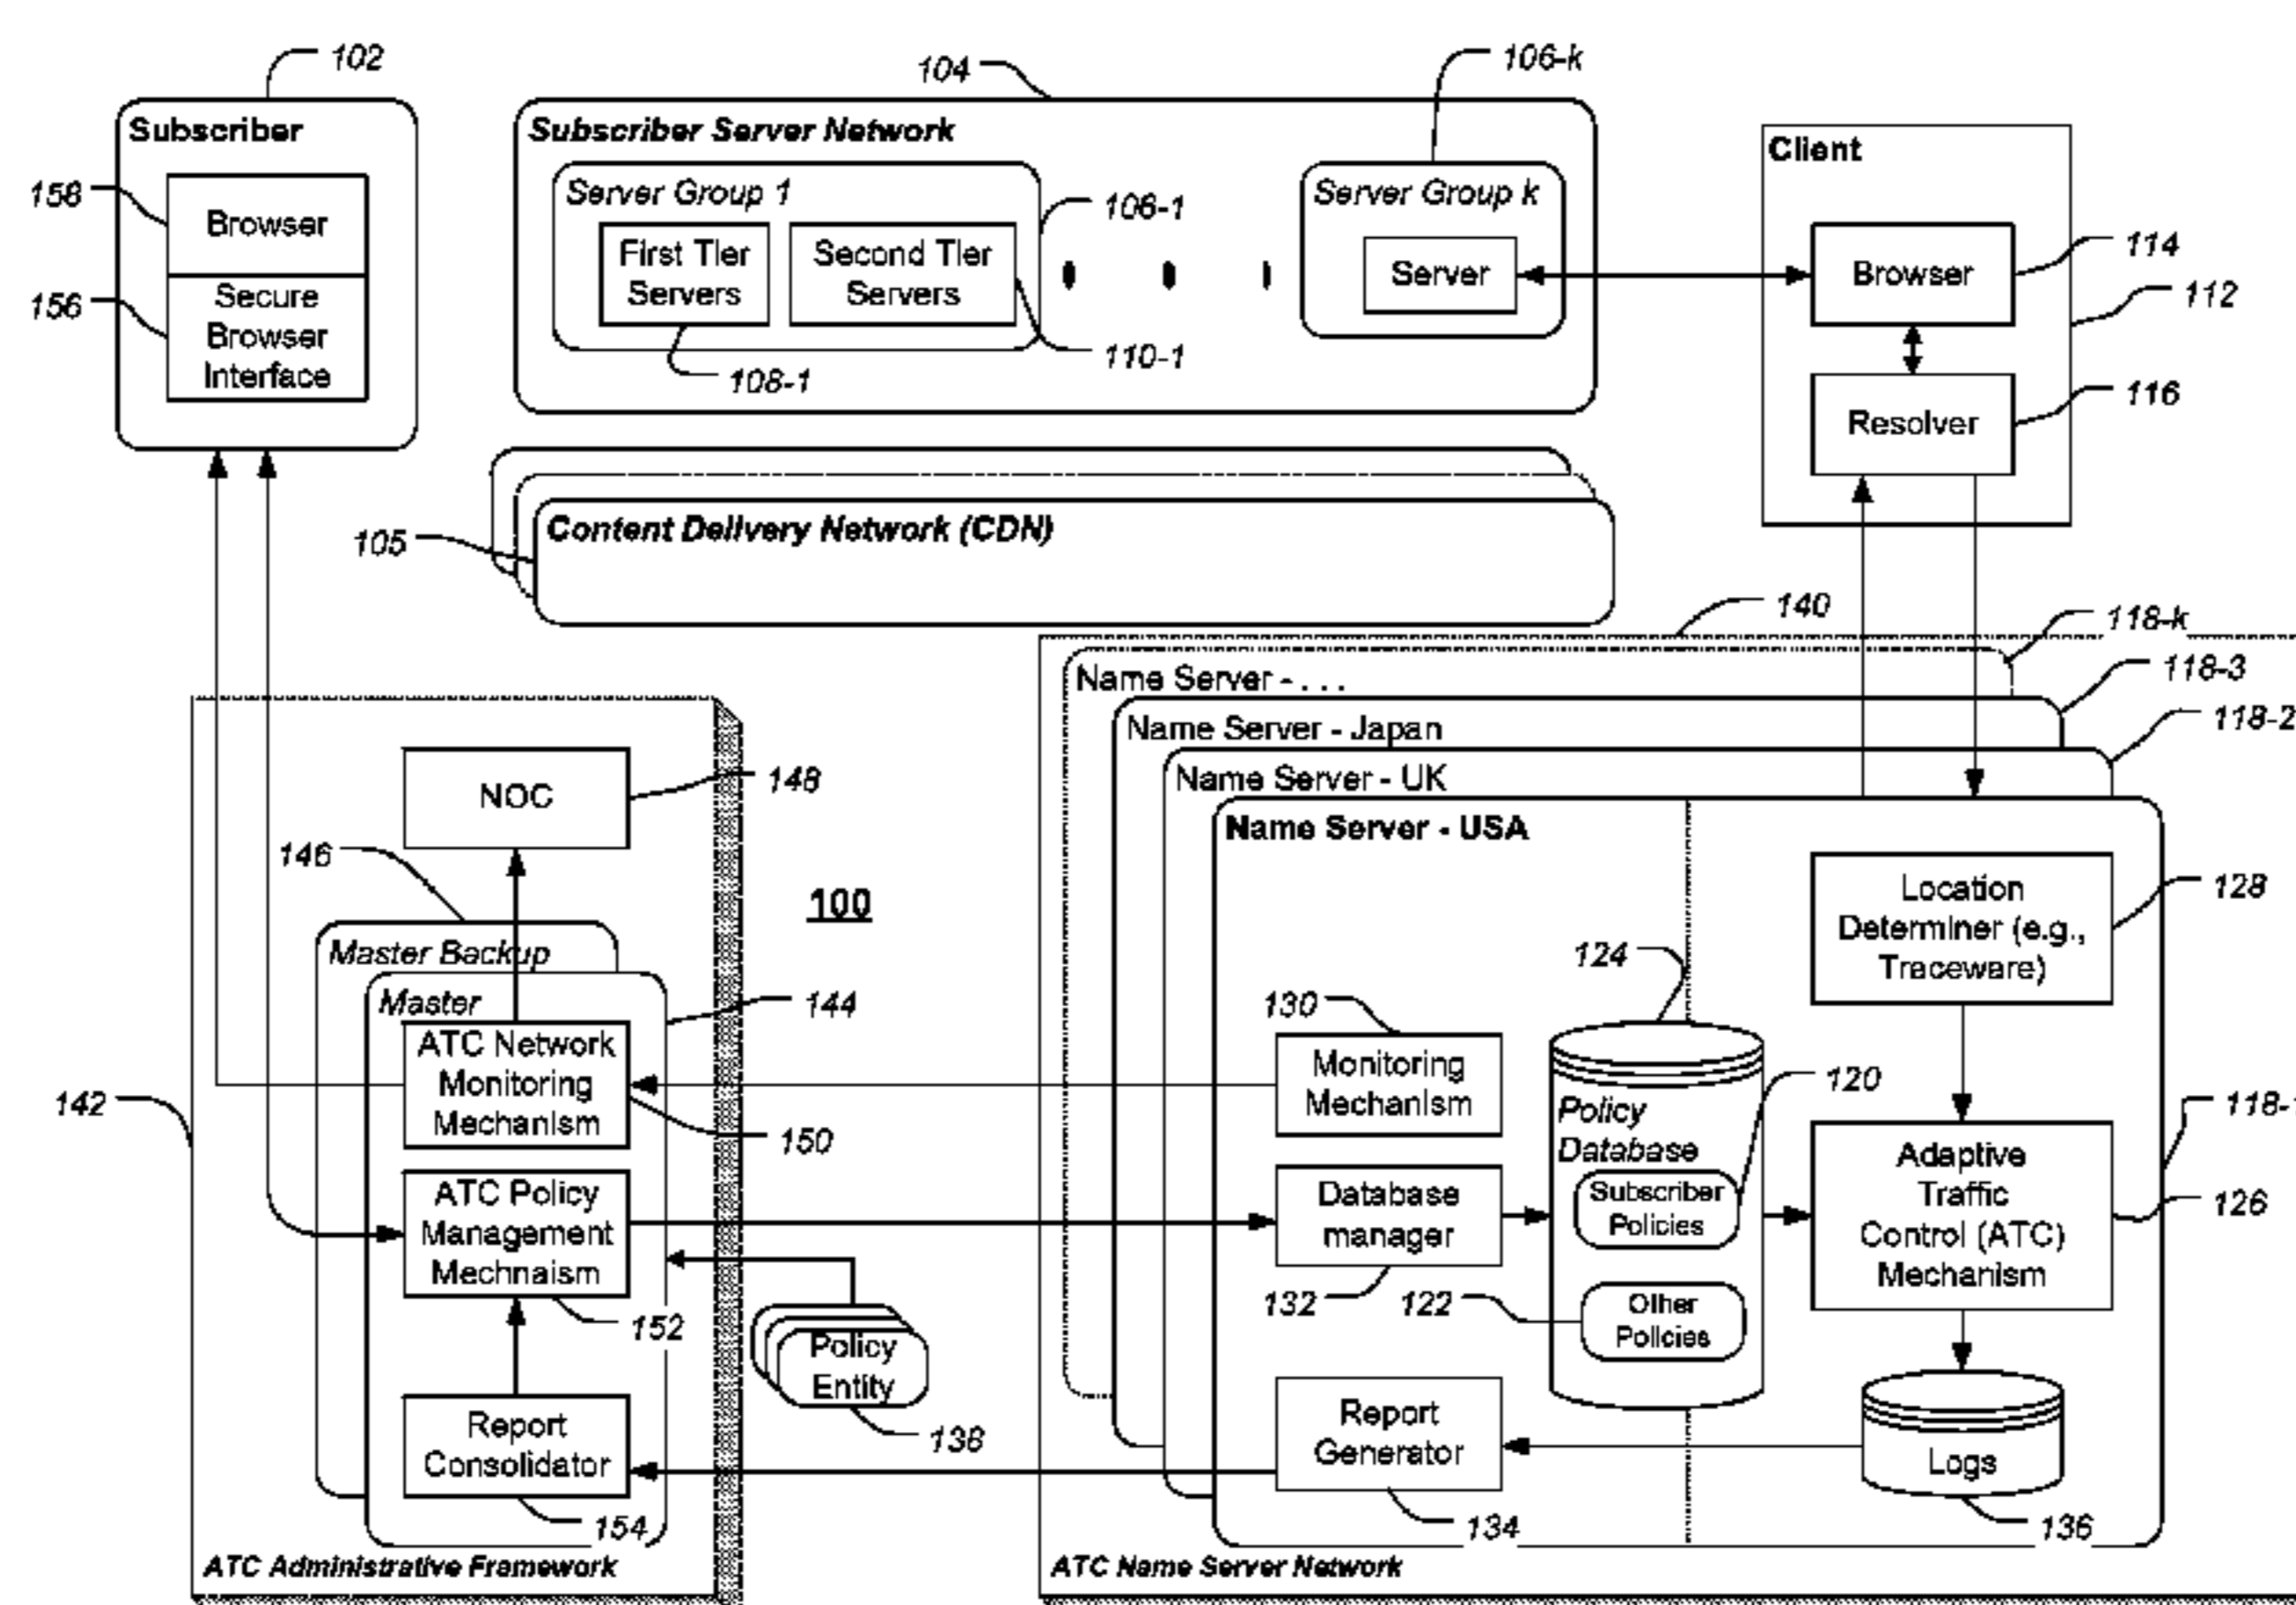 102
104
106-k
Subscriber
Subscriber Server Network
Client
158
Browser
Server Group 1
106-1
Server Group k
First Tier
Servers
Second Tier
Servers
Server
Browser
114
112
156
Secure
Browser
Interface
108-1
110-1
Resolver
116
105
Content Delivery Network (CDN)
140
118-k
Name Server - . . .
118-3
Name Server - Japan
118-2
Name Server - UK
NOC
148
Name Server - USA
146
100
Location
Determiner (e.g.,
Traceware)
128
Master Backup
124
Master
144
130
ATC Network
Monitoring
Mechanism
Monitoring
Mechanism
120
142
150
Policy
Database
118-1
ATC Policy
Management
Mechnaism
Database
manager
Subscriber
Policies
Adaptive
Traffic
Control (ATC)
Mechanism
126
152
132
122
Other
Policies
Policy
Entity
138
Report
Consolidator
Report
Generator
Logs
154
134
136
ATC Administrative Framework
ATC Name Server Network